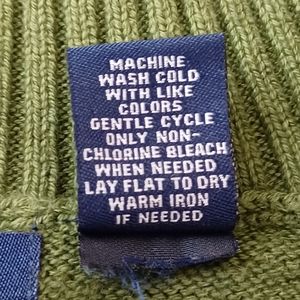 MACHINE
WASH COLD
WITH LIKE
COLORS
GENTLE CYCLE
ONLY NON-
CHLORINE BLEACH
WHEN NEEDED
LAY FLAT TO DRY
WARM IRON
IF NEEDED